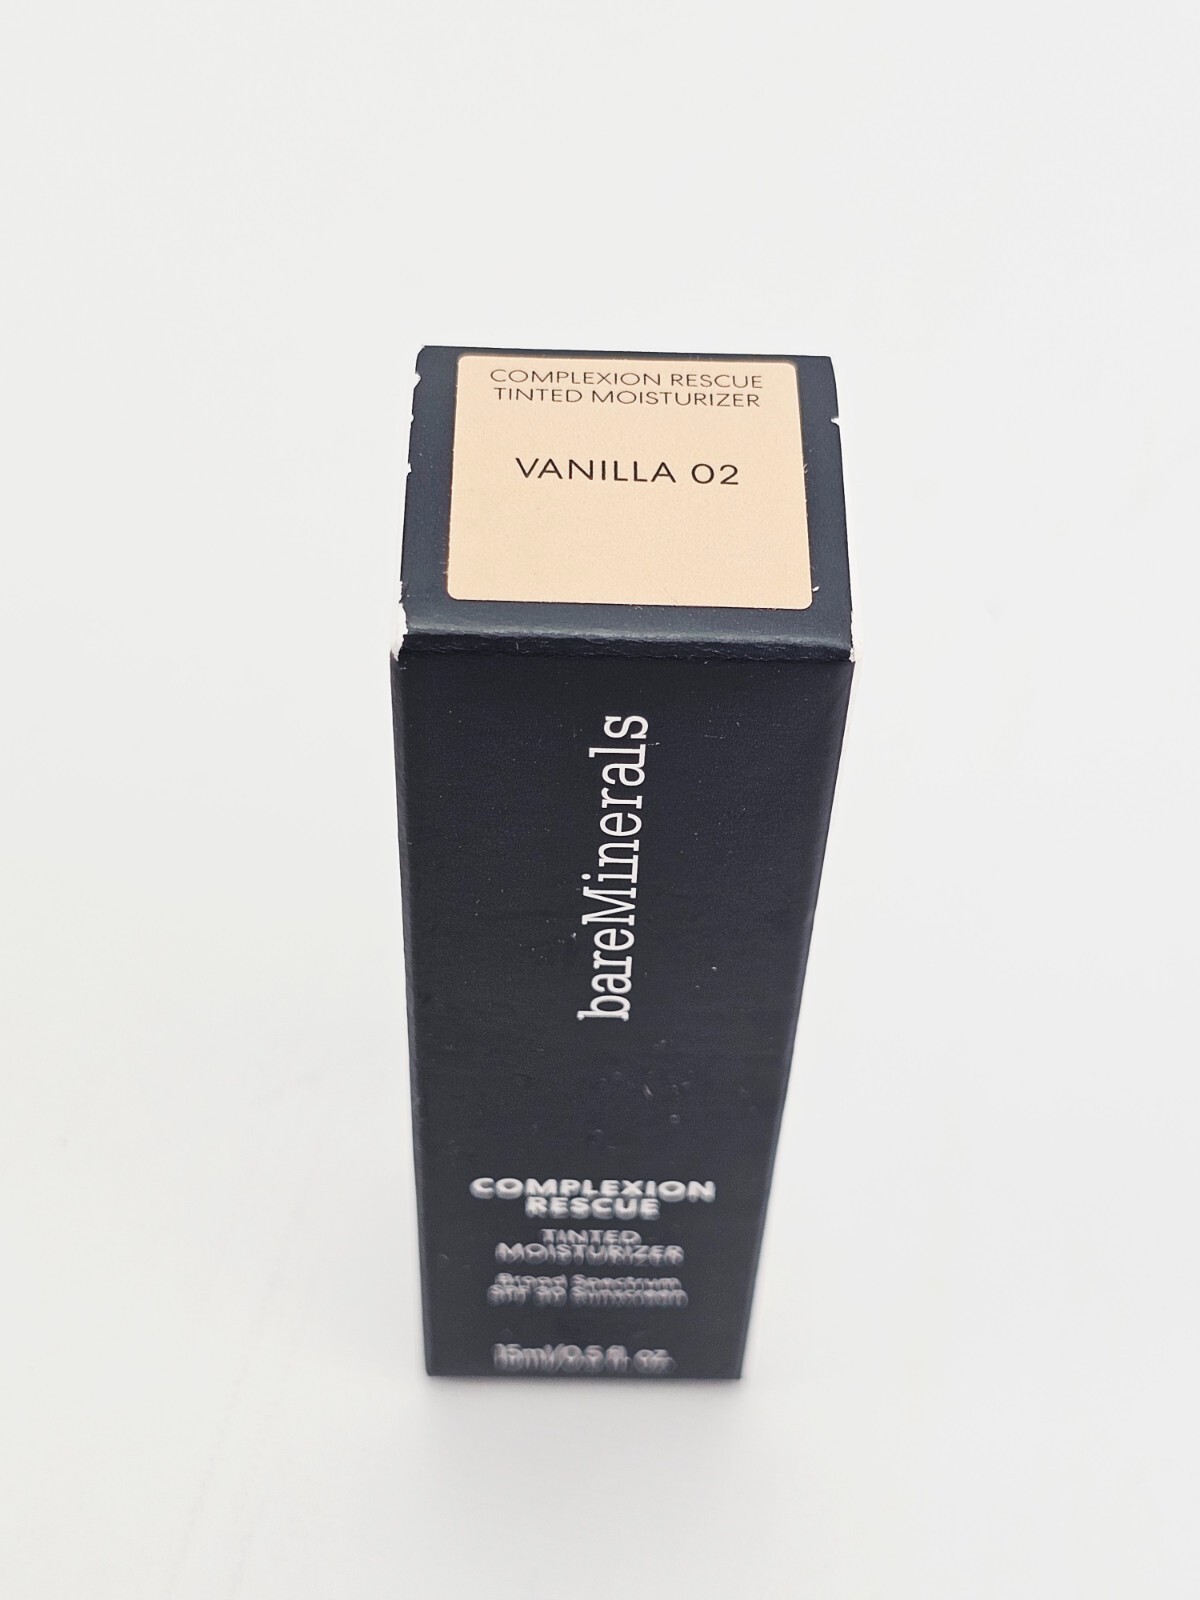 COMPLEXION RESCUE
TINTED MOISTURIZER
VANILLA 02
bareMinerals
COMPLEXION
RESCUE
TINTED
MOISTURIZER
Broad Spectrum
SPF 30 Sunscreen
15ml/0.5 fl oz